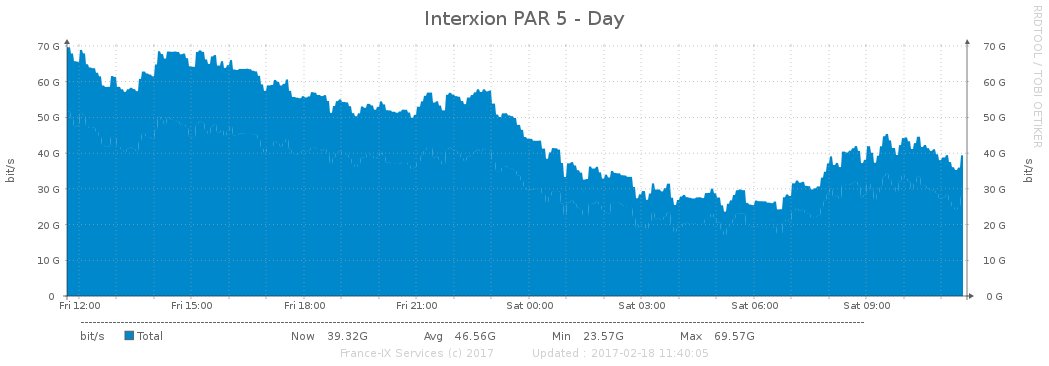 Interxion PAR 5 - Day
RRDTOOL / TOBI OETIKER
bit/s
bit/s
70 G 70 G
60 G 60 G
50 G 50 G
40 G 40 G
30 G 30 G
20 G 20 G
10 G 10 G
0 0 G
Fri 12:00 Fri 15:00 Fri 18:00 Fri 21:00 Sat 00:00 Sat 03:00 Sat 06:00 Sat 09:00
bit/s Total Now 39.32G Avg 46.56G Min 23.57G Max 69.57G
France-IX Services (c) 2017 Updated : 2017-02-18 11:40:05